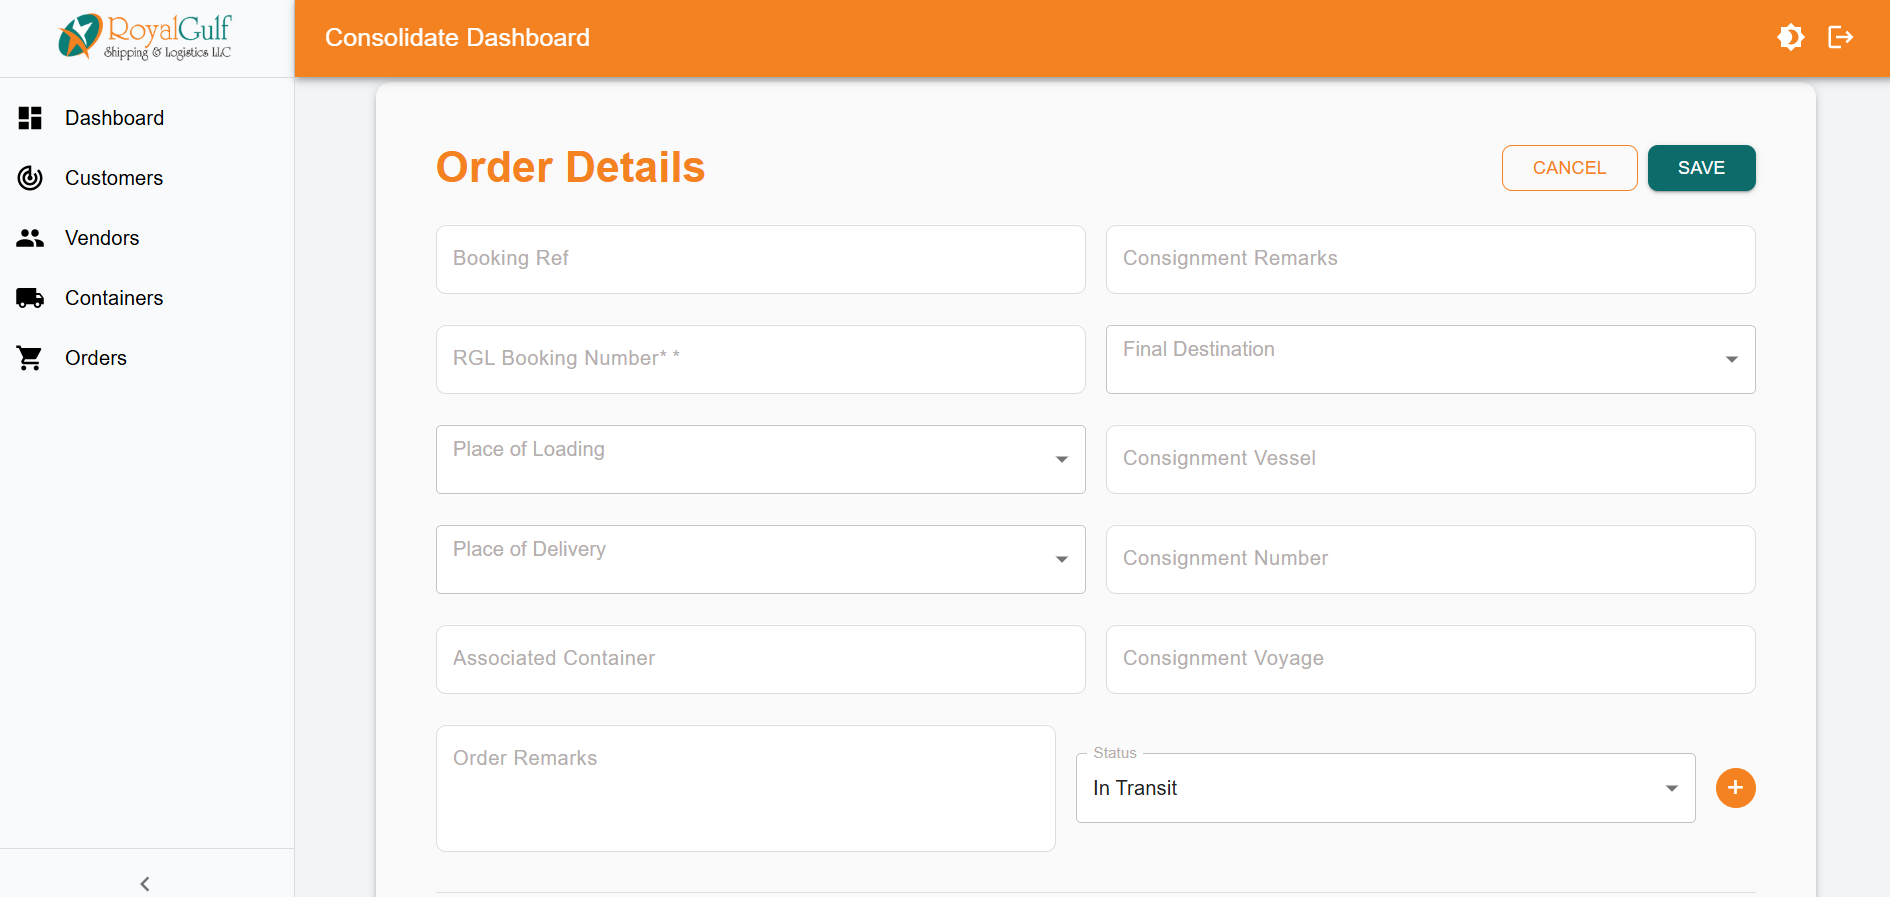 RoyalGulf
Shipping & Logistics LLC
Consolidate Dashboard
Dashboard
Customers
Vendors
Containers
Orders
Order Details
CANCEL
SAVE
Booking Ref
Consignment Remarks
RGL Booking Number* *
Final Destination
Place of Loading
Consignment Vessel
Place of Delivery
Consignment Number
Associated Container
Consignment Voyage
Order Remarks
Status
In Transit